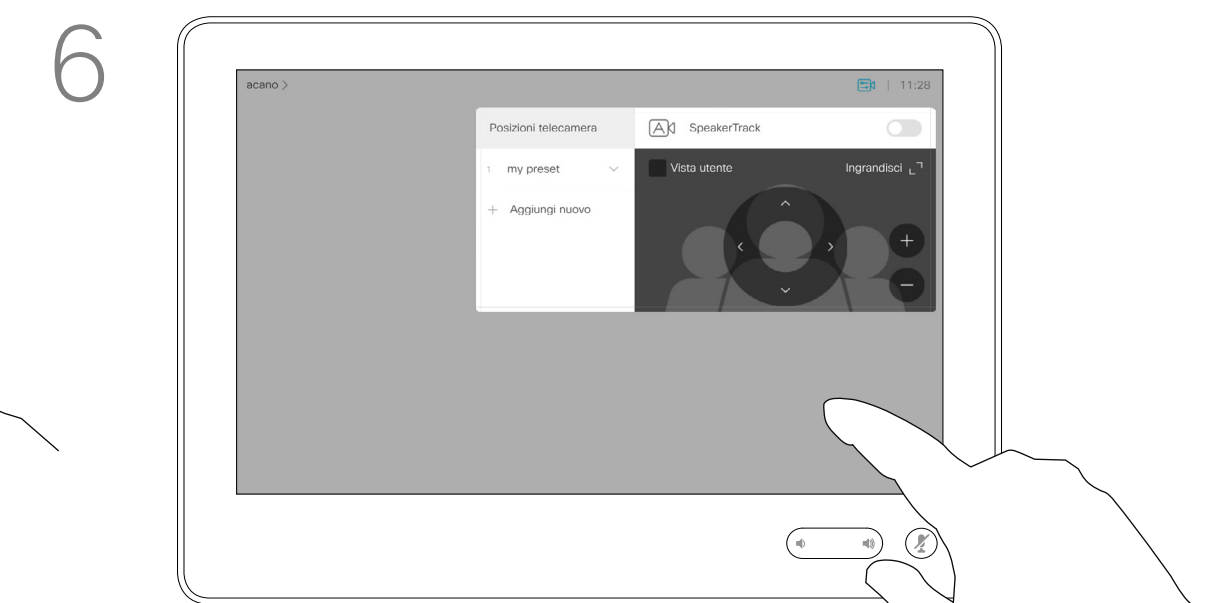 6
acano >
| 11:28
Posizioni telecamera
SpeakerTrack
1 my preset
Vista utente
Ingrandisci
+ Aggiungi nuovo